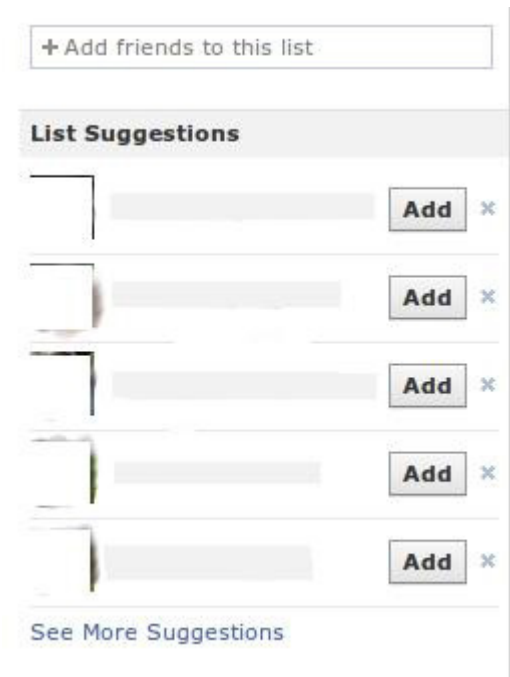 + Add friends to this list
List Suggestions
Add ×
Add ×
Add ×
Add ×
Add ×
See More Suggestions